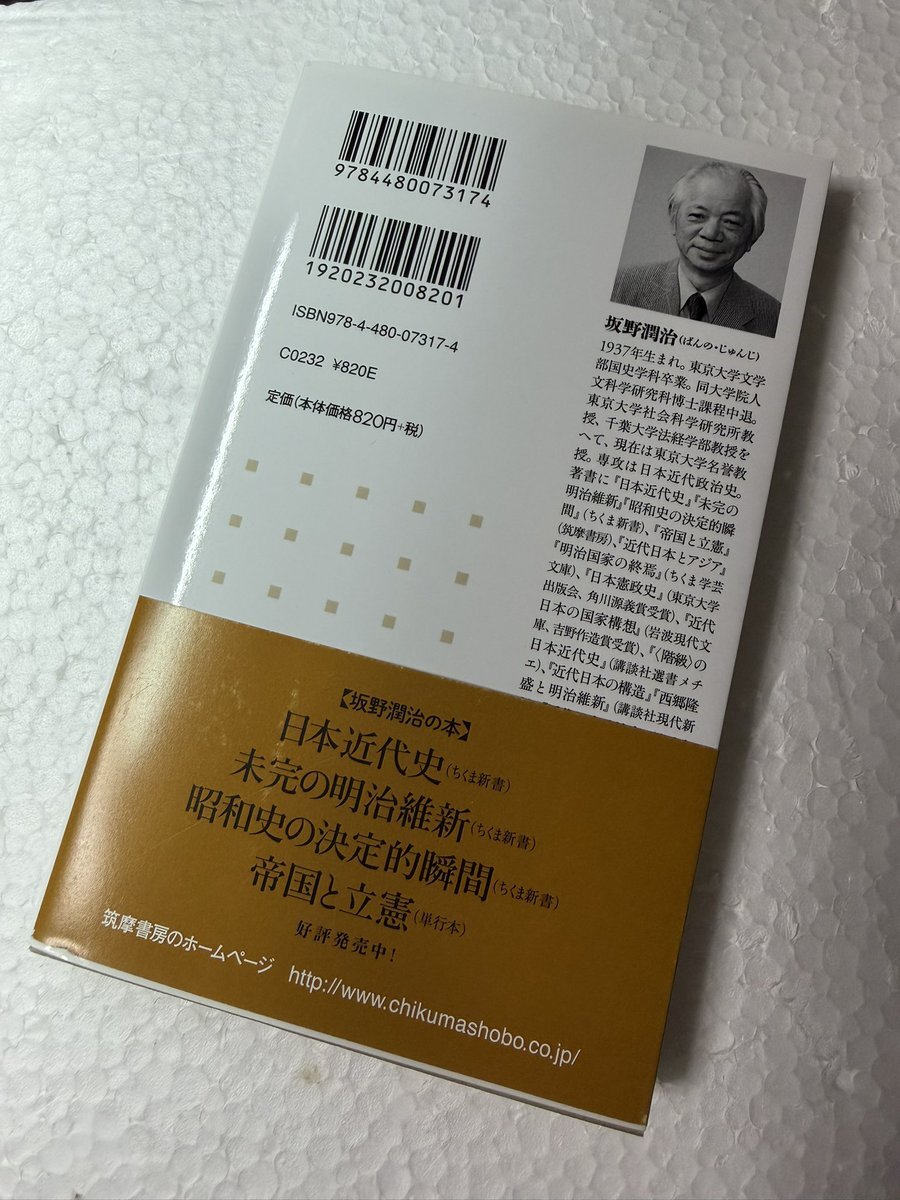 9784480073174
1920232008201
ISBN978-4-480-07317-4
C0232 ¥820E
定価(本体価格820円+税)
坂野潤治(ばんの・じゅんじ)
1937年生まれ。東京大学文学
部国史学科卒業。同大学院人
文科学研究科博士課程中退。
東京大学社会科学研究所教
授、千葉大学法経学部教授を
へて、現在は東京大学名誉教
授。専攻は日本近代政治史。
著書に『日本近代史』『未完の
明治維新』『昭和史の決定的瞬
間』(ちくま新書)、『帝国と立憲』
(筑摩書房)、『近代日本とアジア』
『明治国家の終焉』(ちくま学芸
文庫)、『日本憲政史』(東京大学
出版会、角川源義賞受賞)、『近代
日本の国家構想』(岩波現代文
庫、吉野作造賞受賞)、『〈階級〉の
日本近代史』(講談社選書メチ
エ)、『近代日本の構造』『西郷隆
盛と明治維新』(講談社現代新
【坂野潤治の本】
日本近代史(ちくま新書)
未完の明治維新(ちくま新書)
昭和史の決定的瞬間(ちくま新書)
帝国と立憲(単行本)
好評発売中!
筑摩書房のホームページ http://www.chikumashobo.co.jp/